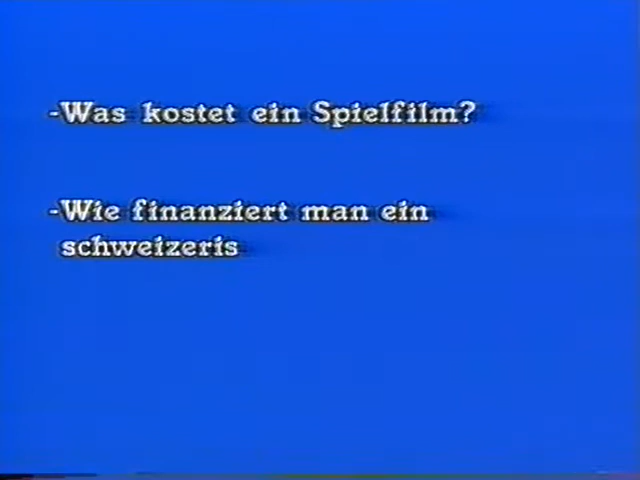 -Was kostet ein Spielfilm?
-Wie finanziert man ein
schweizeris